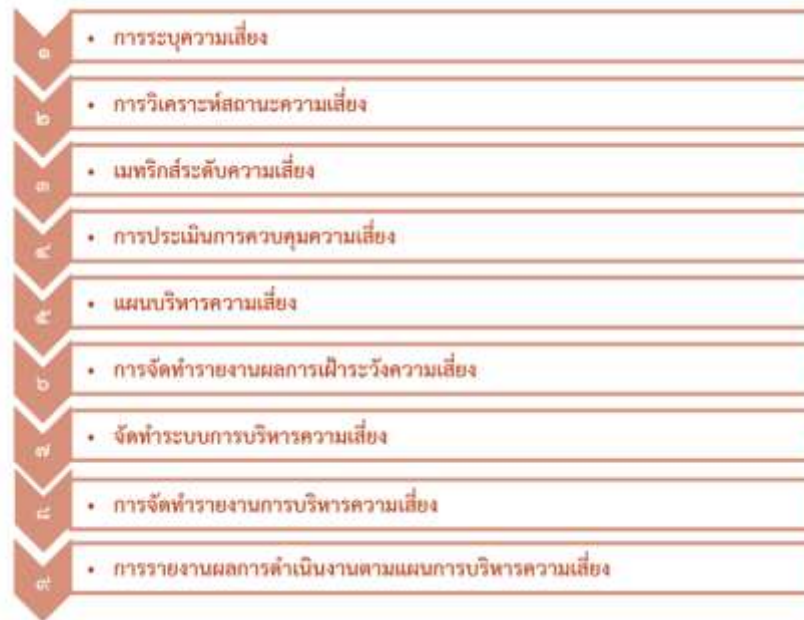 ๑
• การระบุความเสี่ยง
๒
• การวิเคราะห์สถานะความเสี่ยง
๓
• เมทริกส์ระดับความเสี่ยง
๔
• การประเมินการควบคุมความเสี่ยง
๕
• แผนบริหารความเสี่ยง
๖
• การจัดทำรายงานผลการเฝ้าระวังความเสี่ยง
๗
• จัดทำระบบการบริหารความเสี่ยง
๘
• การจัดทำรายงานการบริหารความเสี่ยง
๙
• การรายงานผลการดำเนินงานตามแผนการบริหารความเสี่ยง